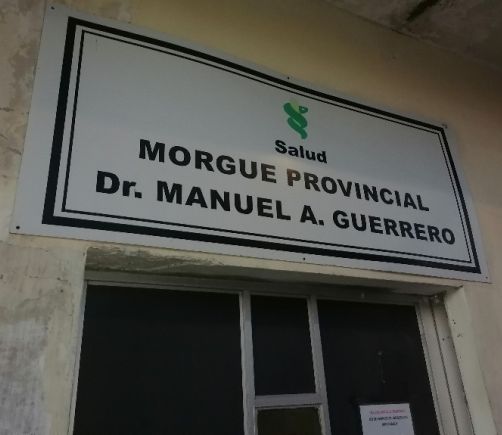 Salud
MORGUE PROVINCIAL
Dr. MANUEL A. GUERRERO